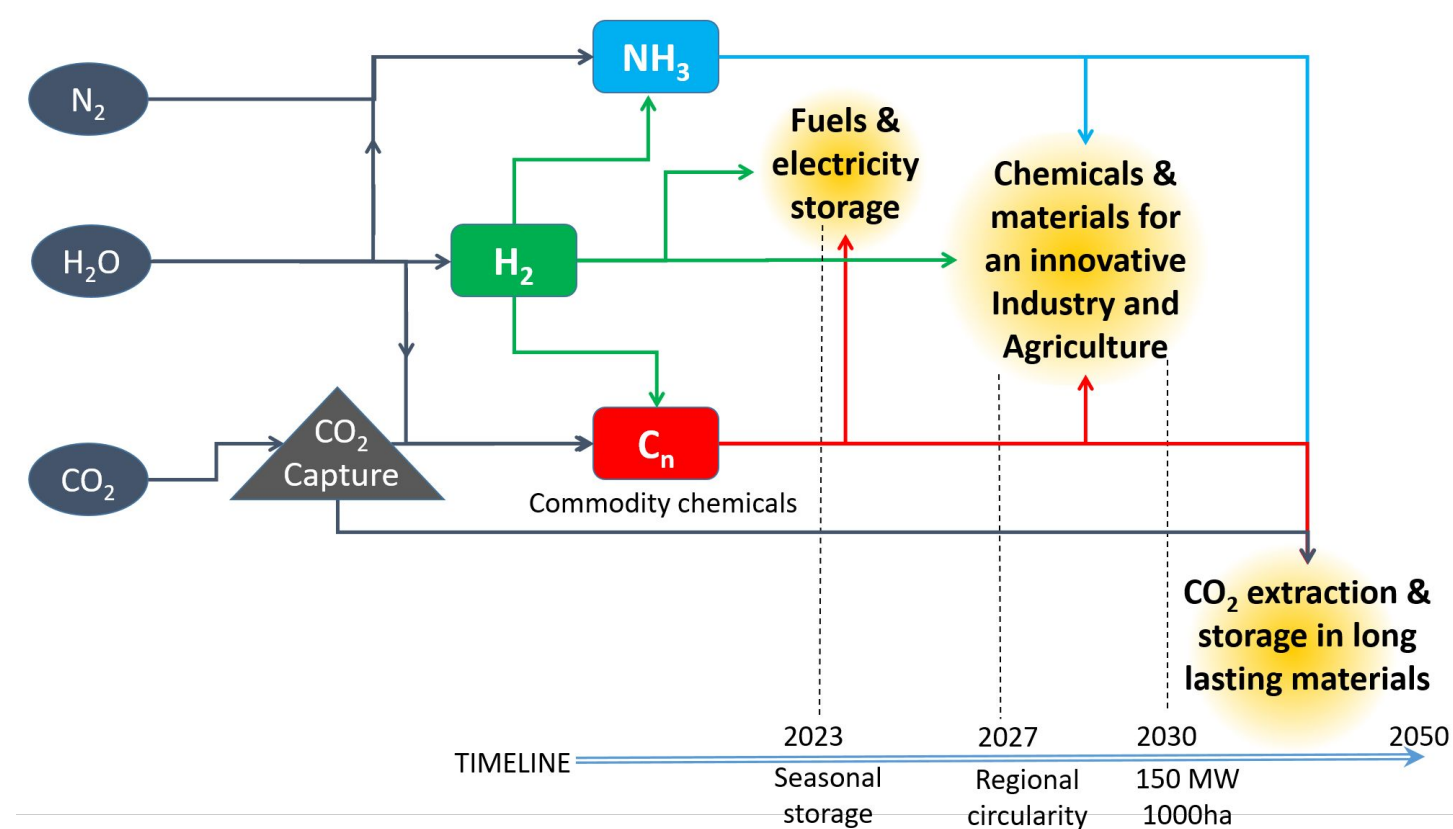 NH₃
N₂
Fuels &
electricity
storage
Chemicals &
materials for
an innovative
Industry and
Agriculture
H₂O
H₂
CO₂
Capture
CO₂
Cₙ
Commodity chemicals
CO₂ extraction &
storage in long
lasting materials
2023
2027
2030
2050
TIMELINE
Seasonal
storage
Regional
circularity
150 MW
1000ha